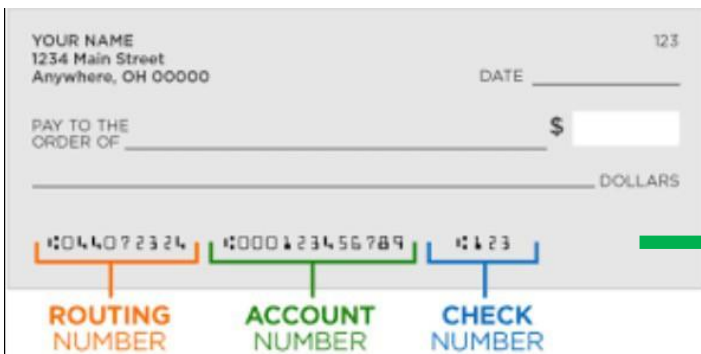 YOUR NAME
123
1234 Main Street
Anywhere, OH 00000
DATE
PAY TO THE
ORDER OF
$
DOLLARS
⑆044072324⑆ ⑆000123456789⑆ ⑆123
ROUTING ACCOUNT CHECK
NUMBER NUMBER NUMBER